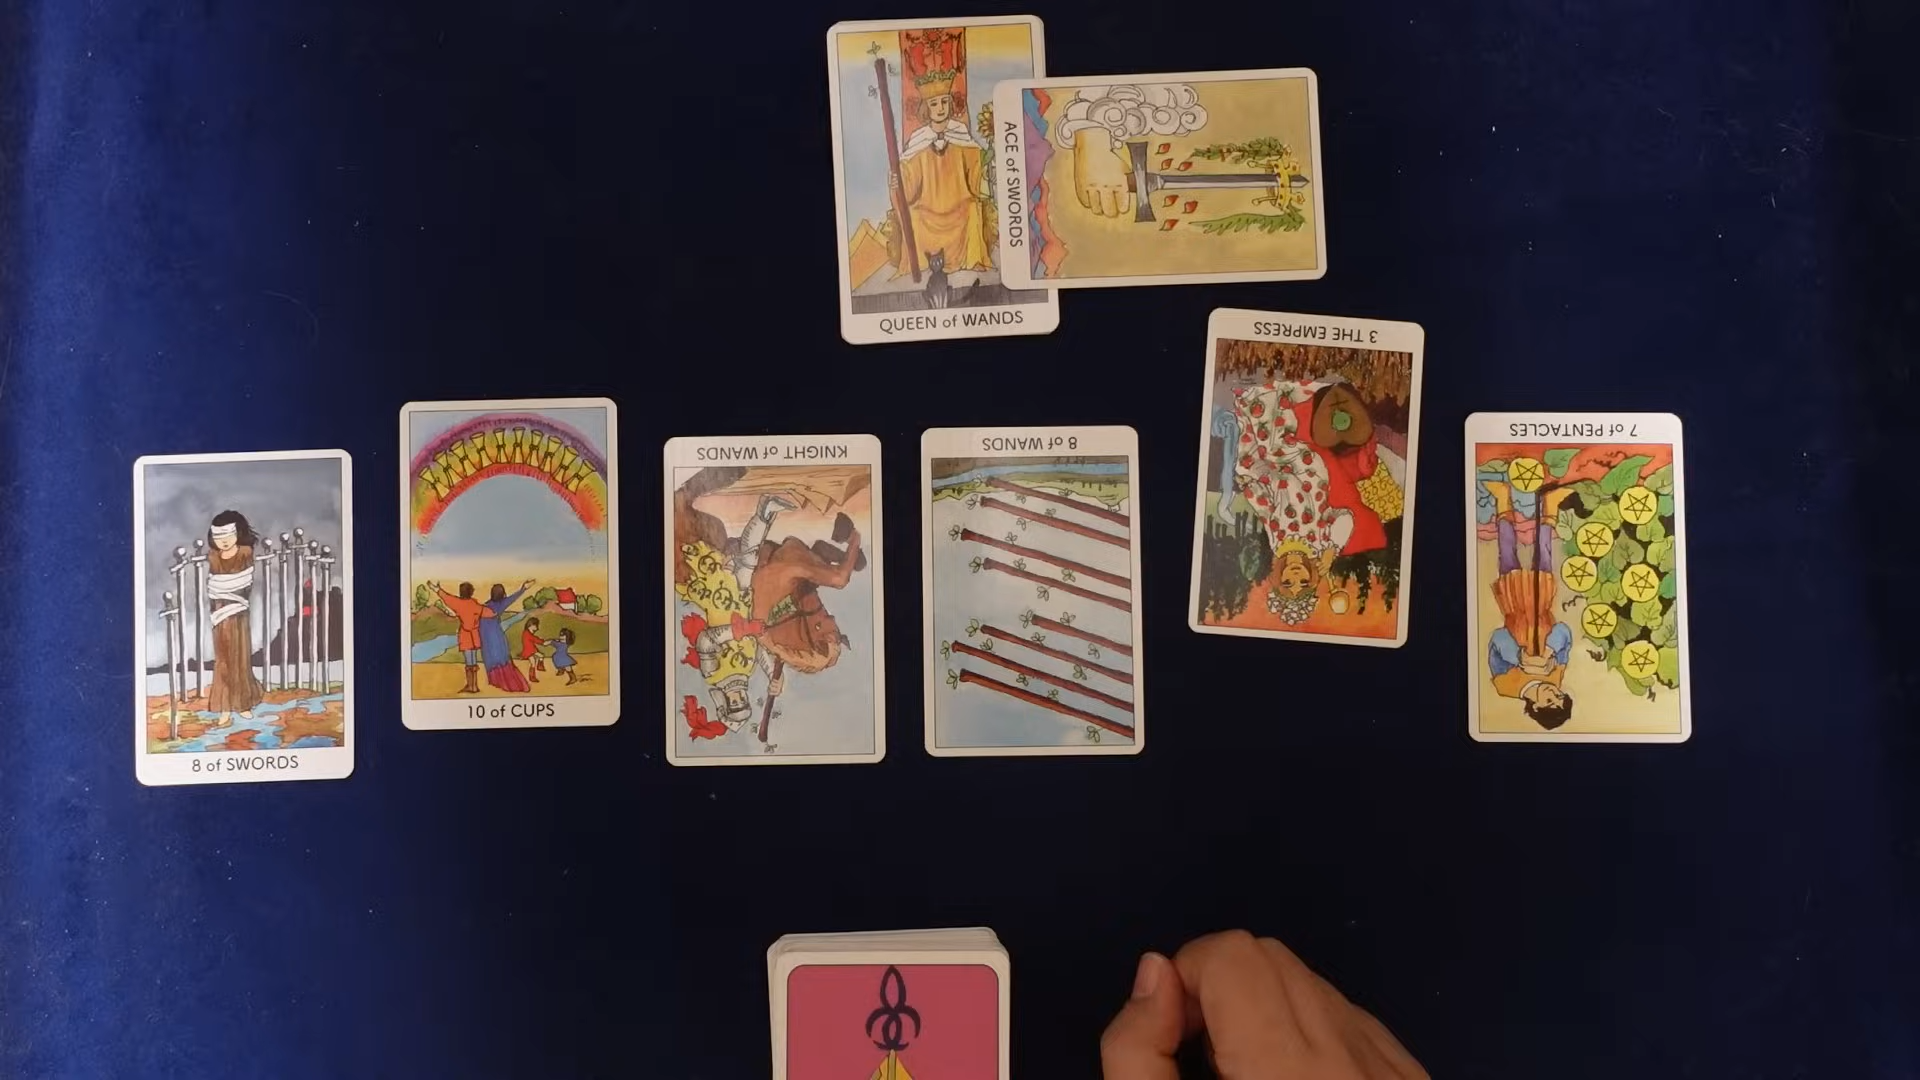 QUEEN of WANDS
ACE of SWORDS
3 THE EMPRESS
8 of SWORDS
10 of CUPS
KNIGHT of WANDS
8 of WANDS
7 of PENTACLES